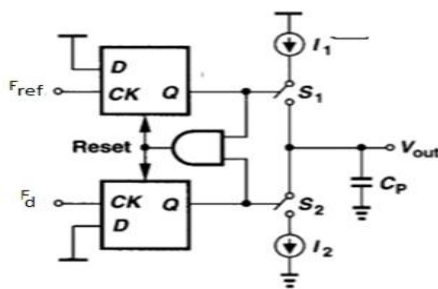 I1
D
Fref
CK Q
S1
Reset
Vout
CP
Fd
CK Q
S2
D
I2